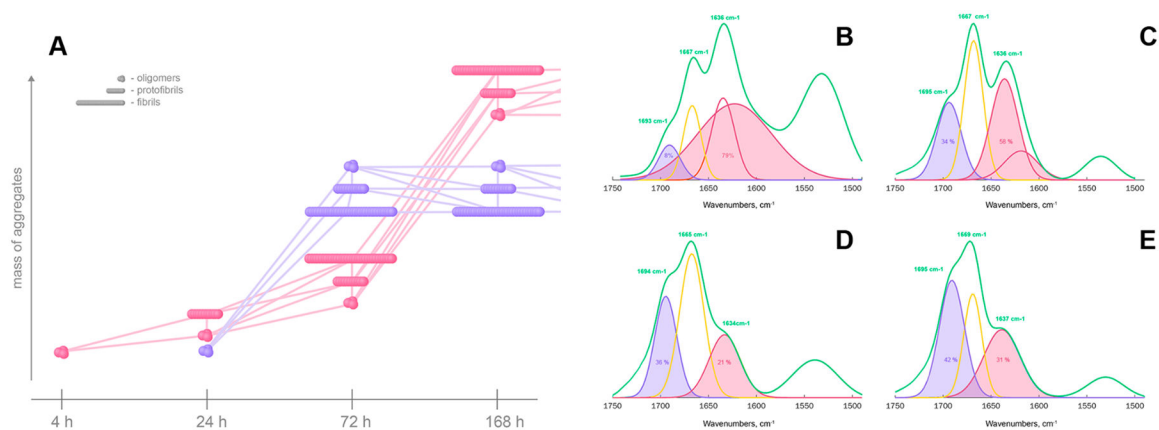 A
- oligomers
- protofibrils
- fibrils
mass of aggregates
4 h
24 h
72 h
168 h
B
1636 cm-1
1667 cm-1
1693 cm-1
8%
79%
1750 1700 1650 1600 1550 1500
Wavenumbers, cm-1
C
1667 cm-1
1636 cm-1
1695 cm-1
34 %
58 %
1750 1700 1650 1600 1550 1500
Wavenumbers, cm-1
D
1665 cm-1
1694 cm-1
1634cm-1
36 %
21 %
1750 1700 1650 1600 1550 1500
Wavenumbers, cm-1
E
1669 cm-1
1695 cm-1
1637 cm-1
42 %
31 %
1750 1700 1650 1600 1550 1500
Wavenumbers, cm-1